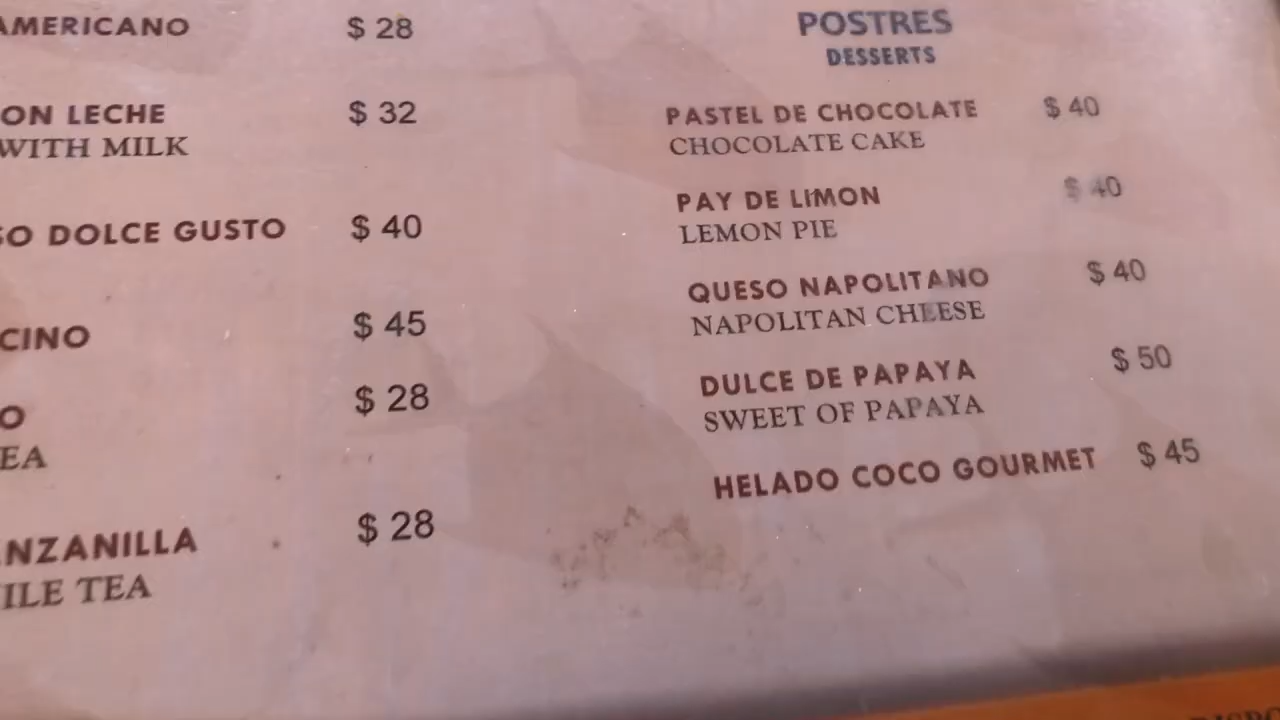 AMERICANO $ 28
ON LECHE $ 32
WITH MILK
SO DOLCE GUSTO $ 40
CINO $ 45
O $ 28
EA
NZANILLA $ 28
ILE TEA
POSTRES
DESSERTS
PASTEL DE CHOCOLATE $ 40
CHOCOLATE CAKE
PAY DE LIMON $ 40
LEMON PIE
QUESO NAPOLITANO $ 40
NAPOLITAN CHEESE
DULCE DE PAPAYA $ 50
SWEET OF PAPAYA
HELADO COCO GOURMET $ 45